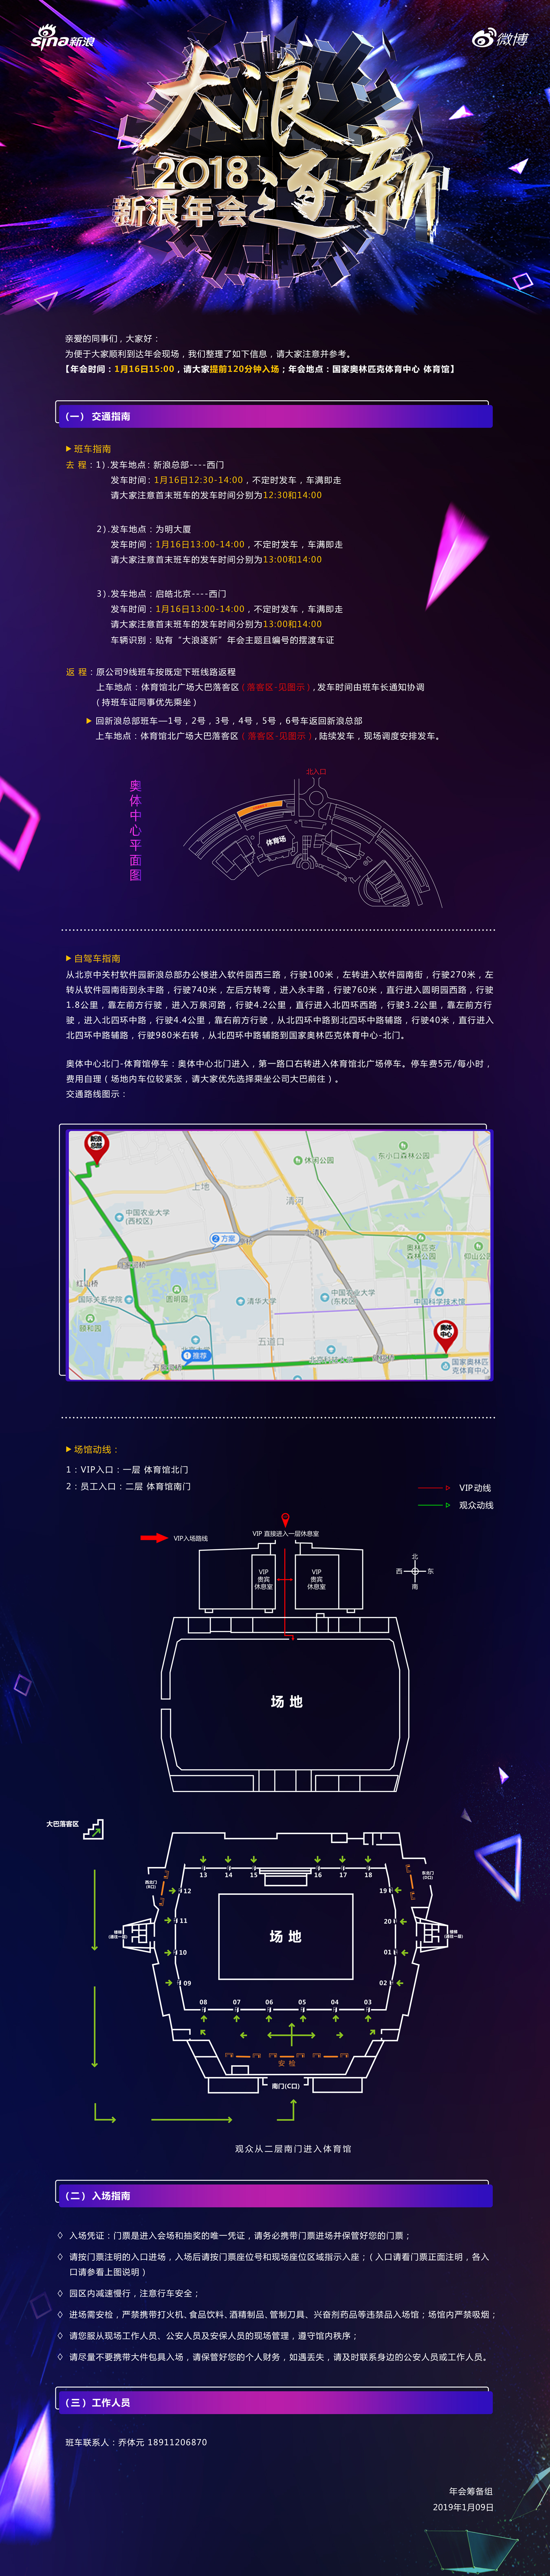 sina新浪
微博
大浪
逐新
2018
新浪年会
亲爱的同事们，大家好：
为便于大家顺利到达年会现场，我们整理了如下信息，请大家注意并参考。
【年会时间：1月16日15:00，请大家提前120分钟入场；年会地点：国家奥林匹克体育中心 体育馆】
(一) 交通指南
班车指南
去 程：1).发车地点：新浪总部----西门
发车时间：1月16日12:30-14:00，不定时发车，车满即走
请大家注意首末班车的发车时间分别为12:30和14:00
2).发车地点：为明大厦
发车时间：1月16日13:00-14:00，不定时发车，车满即走
请大家注意首末班车的发车时间分别为13:00和14:00
3).发车地点：启皓北京----西门
发车时间：1月16日13:00-14:00，不定时发车，车满即走
请大家注意首末班车的发车时间分别为13:00和14:00
车辆识别：贴有“大浪逐新”年会主题且编号的摆渡车证
返 程：原公司9线班车按既定下班线路返程
上车地点：体育馆北广场大巴落客区（落客区-见图示），发车时间由班车长通知协调
（持班车证同事优先乘坐）
回新浪总部班车—1号，2号，3号，4号，5号，6号车返回新浪总部
上车地点：体育馆北广场大巴落客区（落客区-见图示），陆续发车，现场调度安排发车。
奥体中心平面图
北入口
体育场
自驾车指南
从北京中关村软件园新浪总部办公楼进入软件园西三路，行驶100米，左转进入软件园南街，行驶270米，左
转从软件园南街到永丰路，行驶740米，左后方转弯，进入永丰路，行驶760米，直行进入圆明园西路，行驶
1.8公里，靠左前方行驶，进入万泉河路，行驶4.2公里，直行进入北四环西路，行驶3.2公里，靠左前方行
驶，进入北四环中路，行驶4.4公里，靠右前方行驶，从北四环中路到北四环中路辅路，行驶40米，直行进入
北四环中路辅路，行驶980米右转，从北四环中路辅路到国家奥林匹克体育中心-北门。
奥体中心北门-体育馆停车：奥体中心北门进入，第一路口右转进入体育馆北广场停车。停车费5元/每小时，
费用自理（场地内车位较紧张，请大家优先选择乘坐公司大巴前往）。
交通路线图示：
新浪
总部
休闲公园
东小口森林公园
上地
清河
中国农业大学
(西校区)
2 方案
清桥
奥林匹克
森林公园
仰山公园
红山桥
国际关系学院
圆明园
清华大学
中国农业大学
(东校区)
中国科学技术馆
颐和园
五道口
1 推荐
奥体
中心
国家奥林匹
克体育中心
场馆动线：
1：VIP入口：一层 体育馆北门
2：员工入口：二层 体育馆南门
VIP动线
观众动线
VIP入场路线
VIP 直接进入一层休息室
VIP
贵宾
休息室
VIP
贵宾
休息室
北
西 东
南
场 地
大巴落客区
西北门
东北门
13 14 15 16 17 18
12 19
11 20
10 01
09 02
场 地
08 07 06 05 04 03
安 检
南门(C口)
观众从二层南门进入体育馆
(二) 入场指南
入场凭证：门票是进入会场和抽奖的唯一凭证，请务必携带门票进场并保管好您的门票；
请按门票注明的入口进场，入场后请按门票座位号和现场座位区域指示入座；（入口请看门票正面注明，各入
口请参看上图说明）
园区内减速慢行，注意行车安全；
进场需安检，严禁携带打火机、食品饮料、酒精制品、管制刀具、兴奋剂药品等违禁品入场馆；场馆内严禁吸烟；
请您服从现场工作人员、公安人员及安保人员的现场管理，遵守馆内秩序；
请尽量不要携带大件包具入场，请保管好您的个人财务，如遇丢失，请及时联系身边的公安人员或工作人员。
(三) 工作人员
班车联系人：乔体元 18911206870
年会筹备组
2019年1月09日